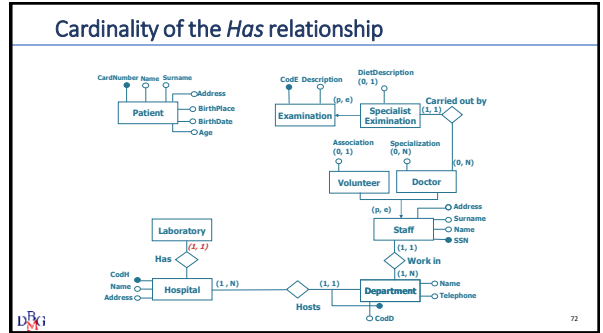 Cardinality of the Has relationship
CardNumber Name Surname
Address
BirthPlace
BirthDate
Age
Patient
CodE Description
DietDescription
(0, 1)
(p, e)
Examination
Specialist
Eximination
(1, 1)
Carried out by
(0, N)
Association
(0, 1)
Specialization
(0, N)
Volunteer
Doctor
(p, e)
Staff
Address
Surname
Name
SSN
(1, 1)
Work in
(1, N)
Laboratory
(1, 1)
Has
CodH
Name
Address
Hospital
(1 , N)
Hosts
(1, 1)
Department
Name
Telephone
CodD
DBMG
72